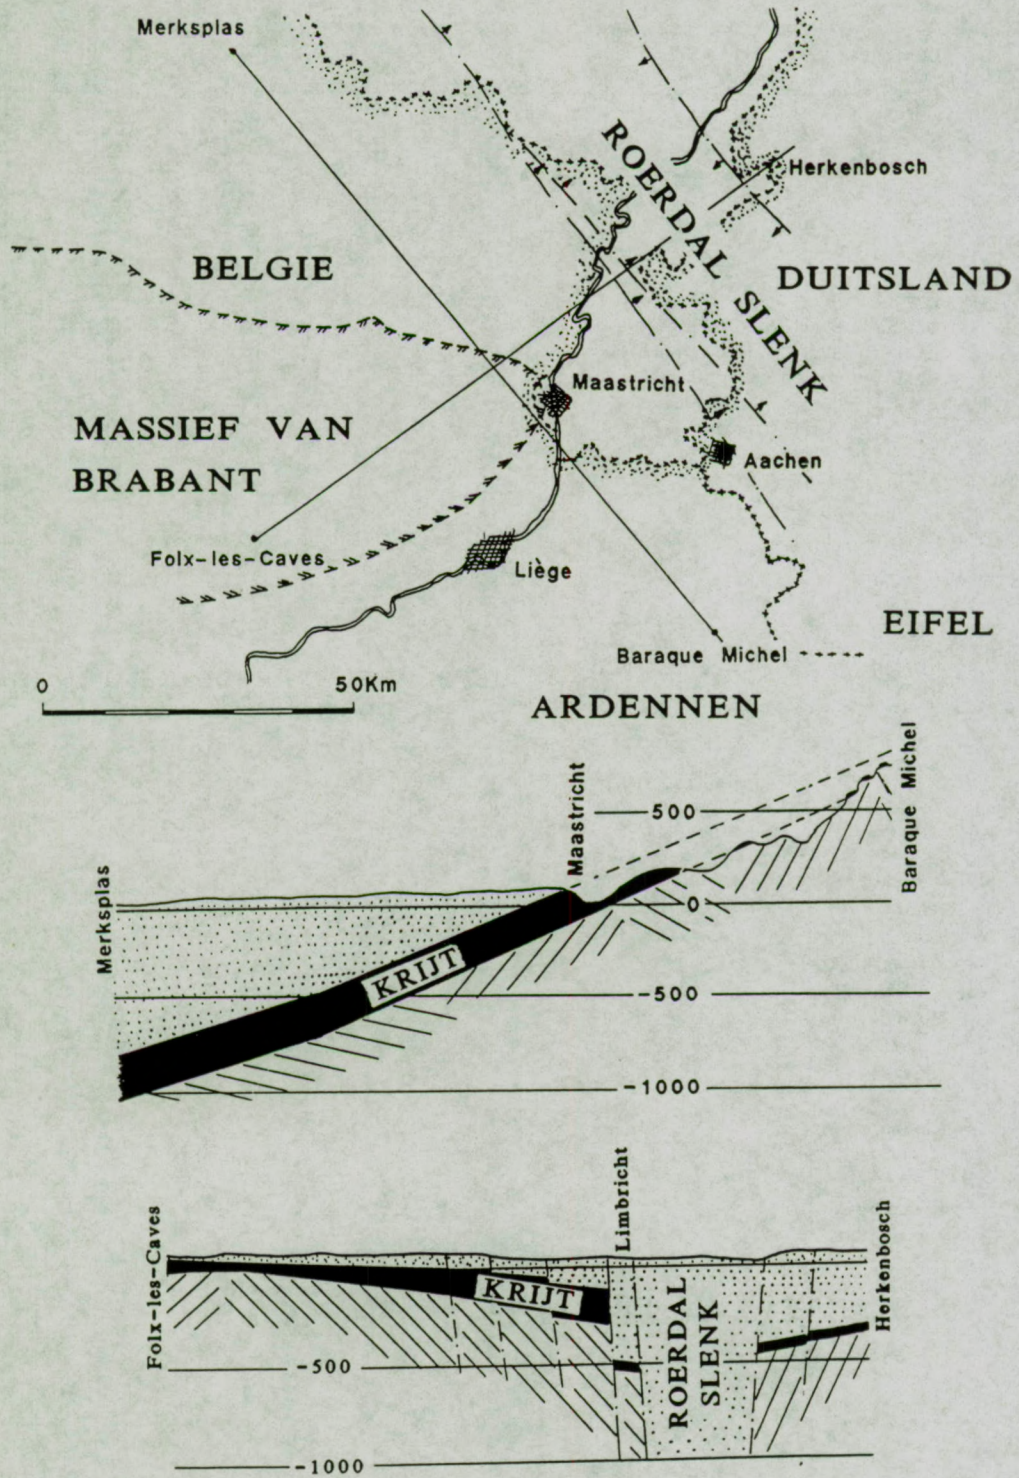 Merksplas
ROERDAL SLENK
Herkenbosch
BELGIE
DUITSLAND
Maastricht
MASSIEF VAN
BRABANT
Aachen
Folx-les-Caves
Liège
EIFEL
Baraque Michel
0 50Km
ARDENNEN
Merksplas
Maastricht
Baraque Michel
500
0
KRIJT
-500
-1000
Folx-les-Caves
Limbricht
Herkenbosch
KRIJT
ROERDAL
SLENK
-500
-1000